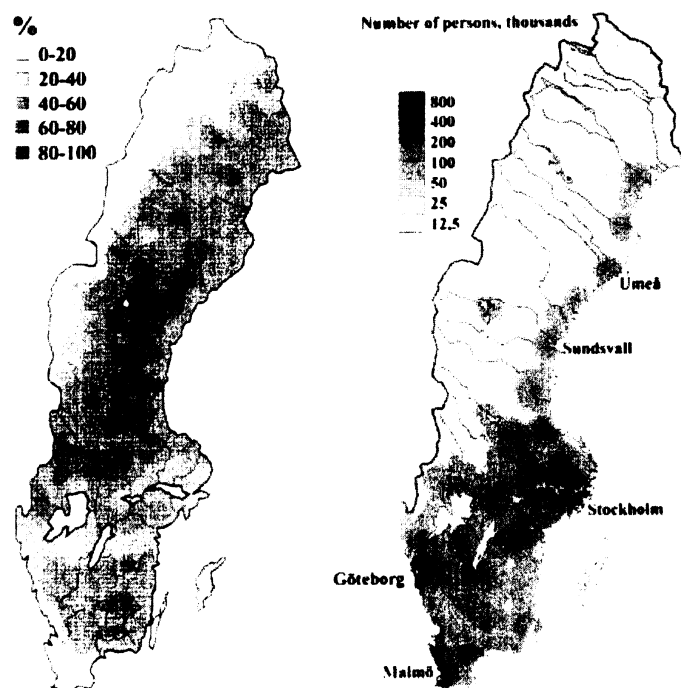 %
0-20
20-40
40-60
60-80
80-100
Number of persons, thousands
800
400
200
100
50
25
12,5
Umeå
Sundsvall
Stockholm
Göteborg
Malmö